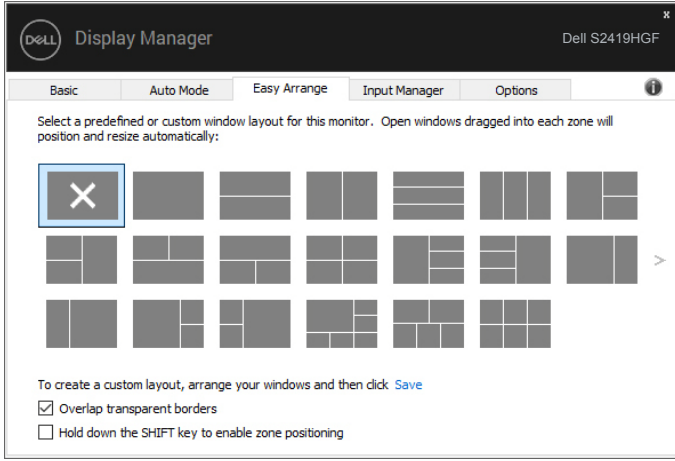 x
DELL Display Manager
Dell S2419HGF
Basic Auto Mode Easy Arrange Input Manager Options
Select a predefined or custom window layout for this monitor. Open windows dragged into each zone will
position and resize automatically:
To create a custom layout, arrange your windows and then click Save
Overlap transparent borders
Hold down the SHIFT key to enable zone positioning